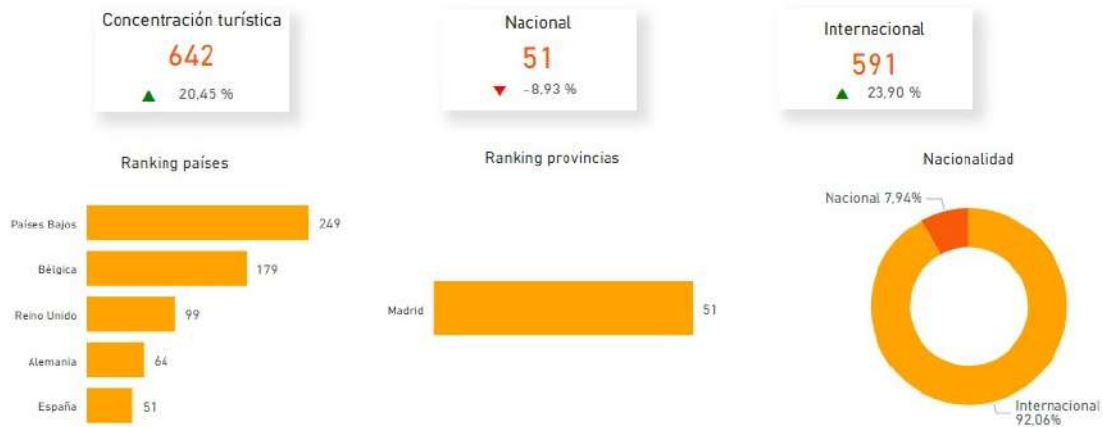 Concentración turística
642
▲ 20,45 %
Nacional
51
▼ -8,93 %
Internacional
591
▲ 23,90 %
Ranking países
Países Bajos 249
Bélgica 179
Reino Unido 99
Alemania 64
España 51
Ranking provincias
Madrid 51
Nacionalidad
Nacional 7,94%
Internacional
92,06%